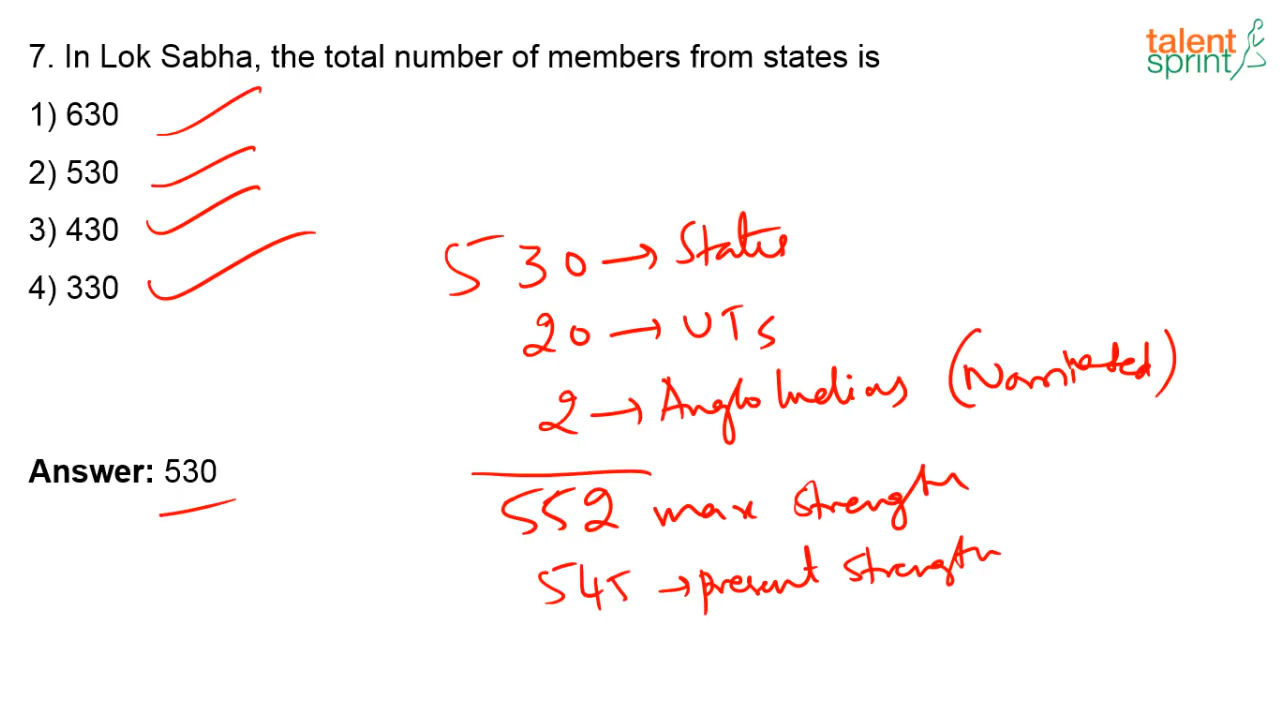 7. In Lok Sabha, the total number of members from states is
talent
sprint
1) 630
2) 530
3) 430
4) 330
530 → States
20 → UTs
2 → Anglo Indians (Nominated)
552 max strength
545 → present strength
Answer: 530